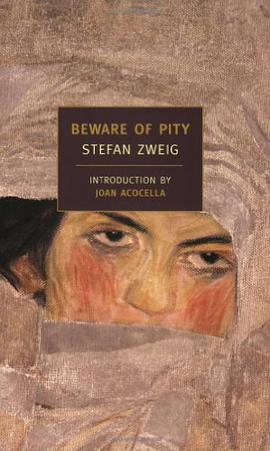 BEWARE OF PITY
STEFAN ZWEIG
INTRODUCTION BY
JOAN ACOCELLA